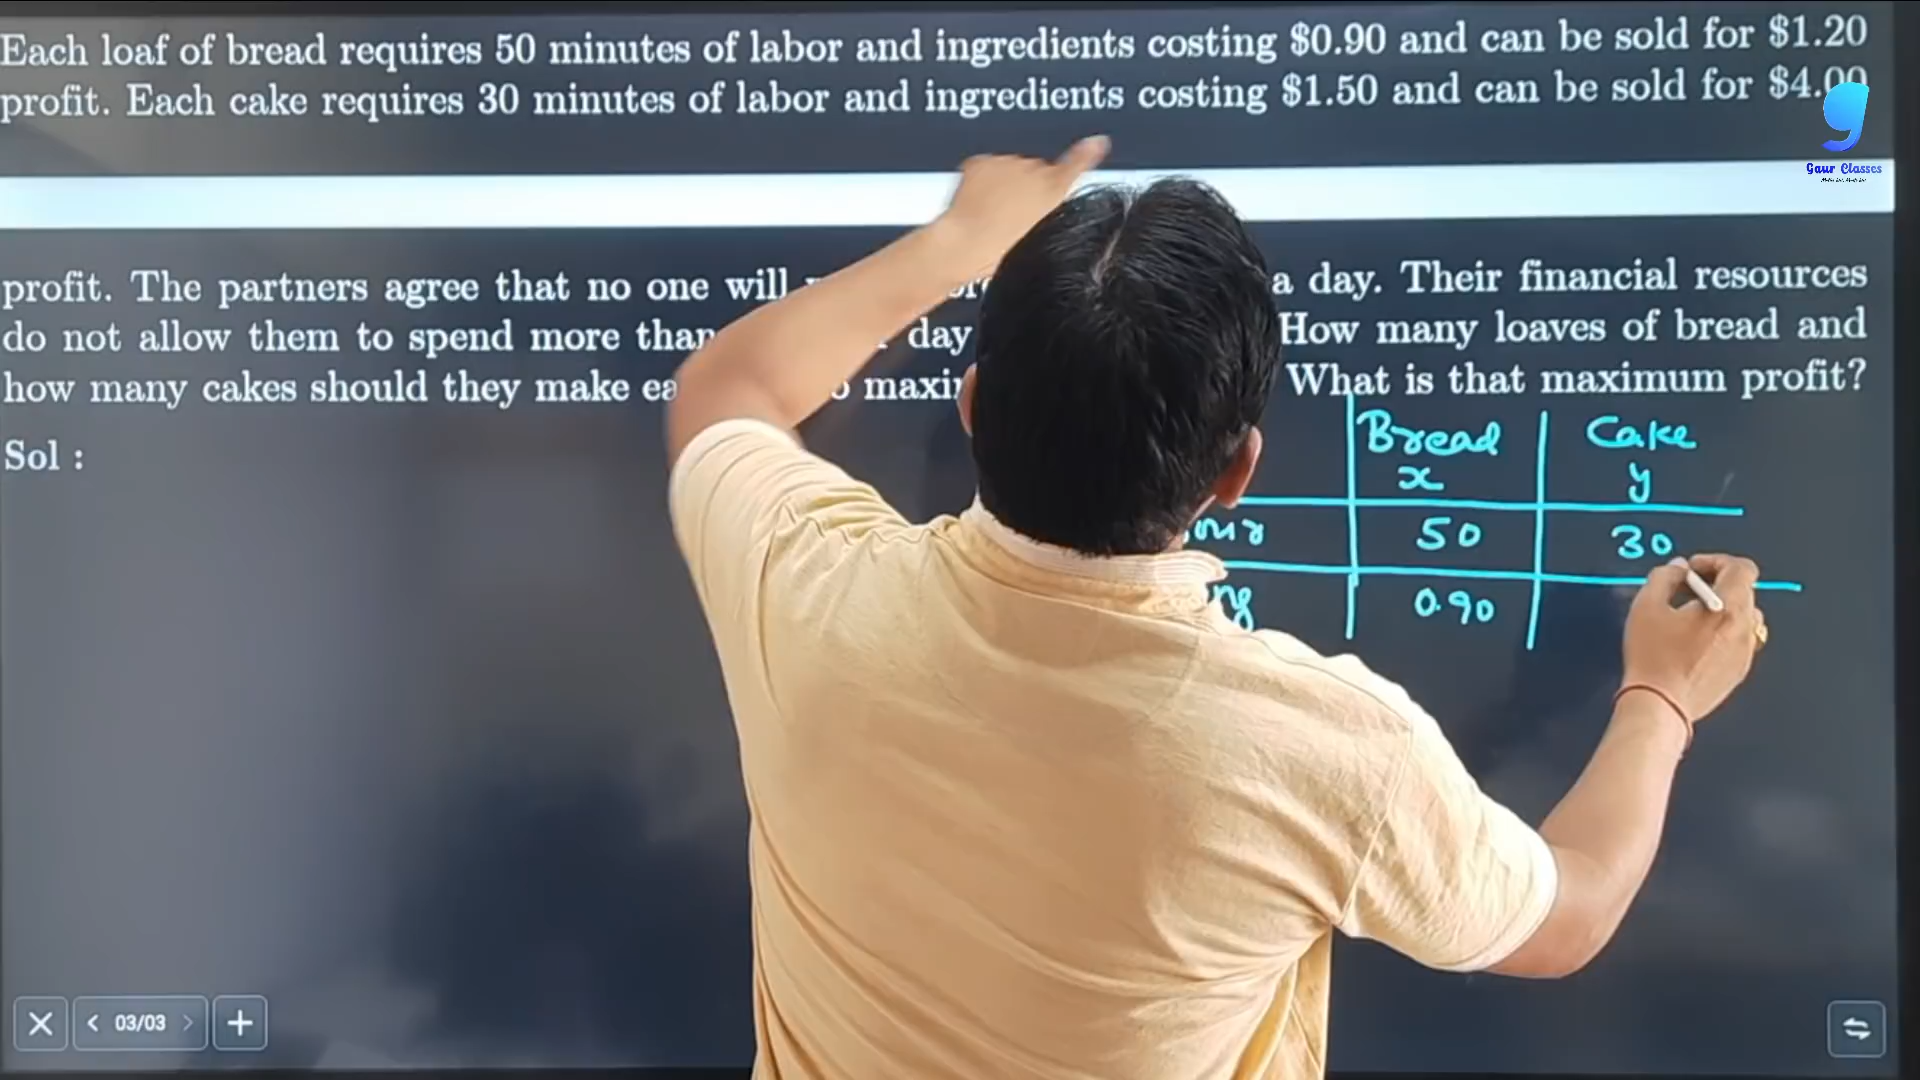 Each loaf of bread requires 50 minutes of labor and ingredients costing $0.90 and can be sold for $1.20
profit. Each cake requires 30 minutes of labor and ingredients costing $1.50 and can be sold for $4.00
g
Gaur Classes
profit. The partners agree that no one will a day. Their financial resources
do not allow them to spend more than day How many loaves of bread and
how many cakes should they make What is that maximum profit?
Sol :
Bread
Cake
x
y
50
30
0.90
03/03